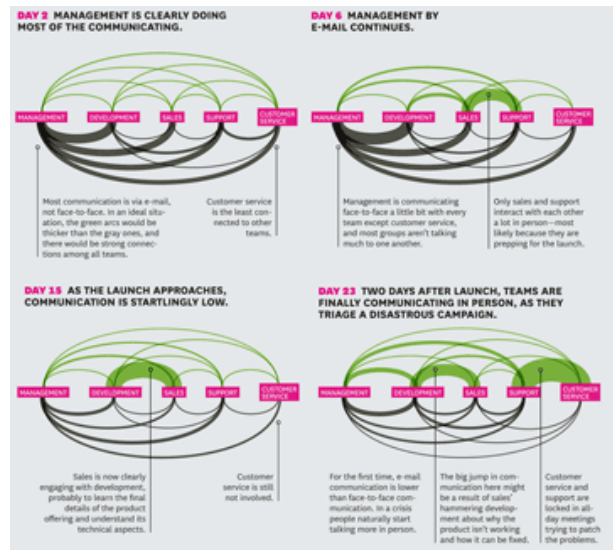 DAY 2 MANAGEMENT IS CLEARLY DOING
MOST OF THE COMMUNICATING.
MANAGEMENT
DEVELOPMENT
SALES
SUPPORT
CUSTOMER
SERVICE
Most communication is via e-mail,
not face-to-face. In an ideal situ-
ation, the green arcs would be
thicker than the gray ones, and
there would be strong connec-
tions among all teams.
Customer service
is the least con-
nected to other
teams.
DAY 6 MANAGEMENT BY
E-MAIL CONTINUES.
MANAGEMENT
DEVELOPMENT
SALES
SUPPORT
CUSTOMER
SERVICE
Management is communicating
face-to-face a little bit with every
team except customer service,
and most groups aren't talking
much to one another.
Only sales and support
interact with each other
a lot in person—most
likely because they are
prepping for the launch.
DAY 15 AS THE LAUNCH APPROACHES,
COMMUNICATION IS STARTLINGLY LOW.
MANAGEMENT
DEVELOPMENT
SALES
SUPPORT
CUSTOMER
SERVICE
Sales is now clearly
engaging with development,
probably to learn the final
details of the product
offering and understand its
technical aspects.
Customer
service is still
not involved.
DAY 23 TWO DAYS AFTER LAUNCH, TEAMS ARE
FINALLY COMMUNICATING IN PERSON, AS THEY
TRIAGE A DISASTROUS CAMPAIGN.
MANAGEMENT
DEVELOPMENT
SALES
SUPPORT
CUSTOMER
SERVICE
For the first time, e-mail
communication is lower
than face-to-face com-
munication. In a crisis
people naturally start
talking more in person.
The big jump in com-
munication here might
be a result of sales'
hammering develop-
ment about why the
product isn't working
and how it can be fixed.
Customer
service and
support are
locked in all-
day meetings
trying to patch
the problems.